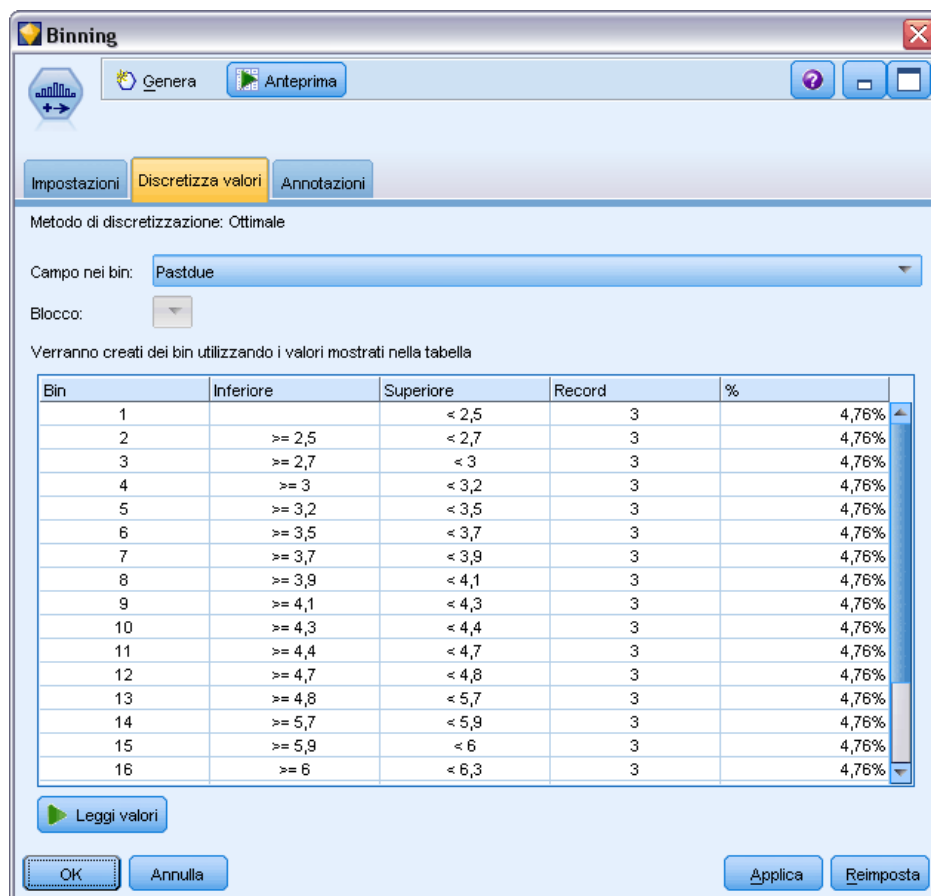 Binning
Genera Anteprima
Impostazioni Discretizza valori Annotazioni
Metodo di discretizzazione: Ottimale
Campo nei bin: Pastdue
Blocco:
Verranno creati dei bin utilizzando i valori mostrati nella tabella
Bin Inferiore Superiore Record %
1 < 2,5 3 4,76%
2 >= 2,5 < 2,7 3 4,76%
3 >= 2,7 < 3 3 4,76%
4 >= 3 < 3,2 3 4,76%
5 >= 3,2 < 3,5 3 4,76%
6 >= 3,5 < 3,7 3 4,76%
7 >= 3,7 < 3,9 3 4,76%
8 >= 3,9 < 4,1 3 4,76%
9 >= 4,1 < 4,3 3 4,76%
10 >= 4,3 < 4,4 3 4,76%
11 >= 4,4 < 4,7 3 4,76%
12 >= 4,7 < 4,8 3 4,76%
13 >= 4,8 < 5,7 3 4,76%
14 >= 5,7 < 5,9 3 4,76%
15 >= 5,9 < 6 3 4,76%
16 >= 6 < 6,3 3 4,76%
Leggi valori
OK Annulla Applica Reimposta